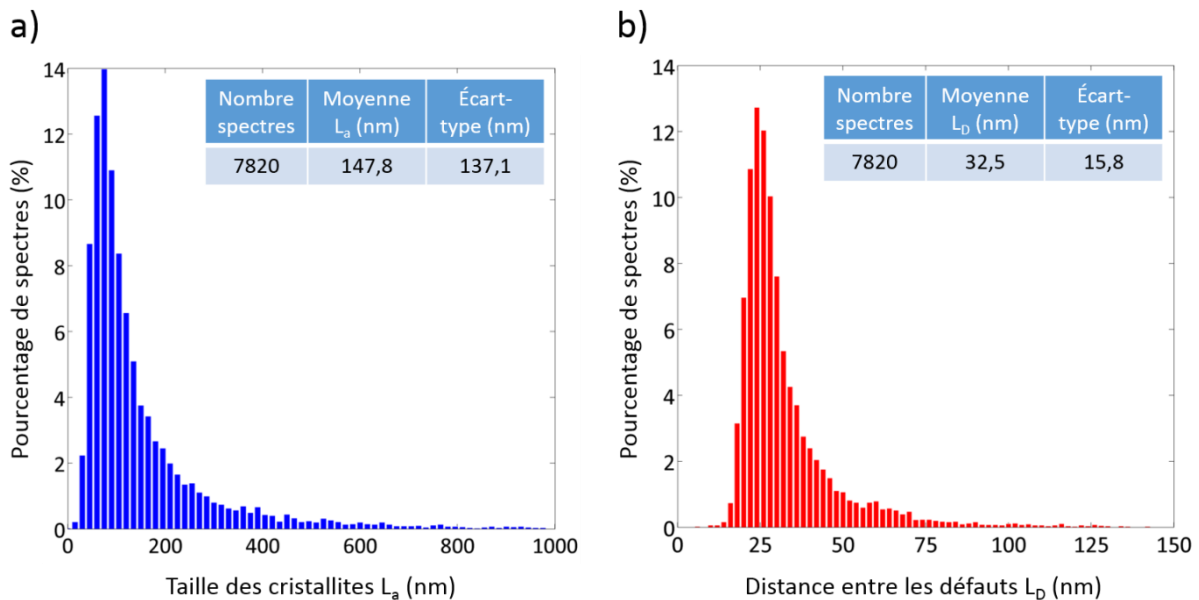 a)
Pourcentage de spectres (%)
14
12
10
8
6
4
2
0
Nombre spectres
Moyenne Lₐ (nm)
Écart-type (nm)
7820
147,8
137,1
0
200
400
600
800
1000
Taille des cristallites Lₐ (nm)
b)
Pourcentage de spectres (%)
14
12
10
8
6
4
2
0
Nombre spectres
Moyenne L_D (nm)
Écart-type (nm)
7820
32,5
15,8
0
25
50
75
100
125
150
Distance entre les défauts L_D (nm)